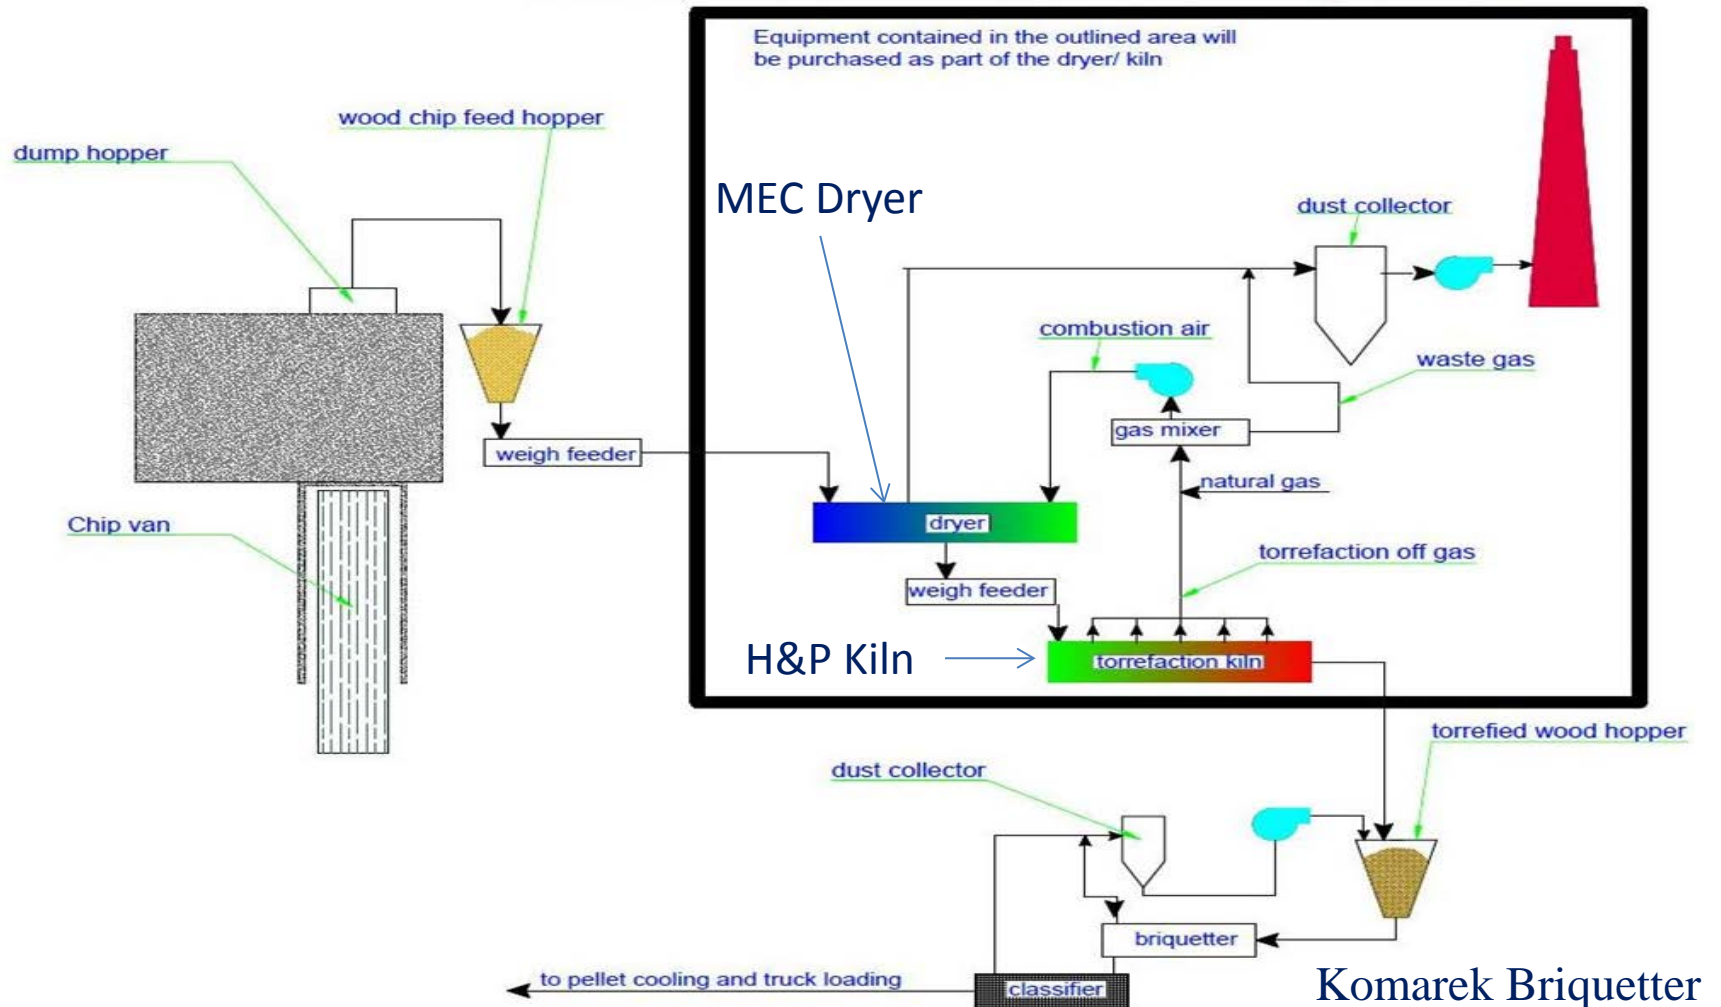 Equipment contained in the outlined area will
be purchased as part of the dryer/ kiln
wood chip feed hopper
dump hopper
MEC Dryer
dust collector
combustion air
waste gas
gas mixer
weigh feeder
natural gas
Chip van
dryer
torrefaction off gas
weigh feeder
H&P Kiln
torrefaction kiln
torrefied wood hopper
dust collector
briquetter
to pellet cooling and truck loading
classifier
Komarek Briquetter